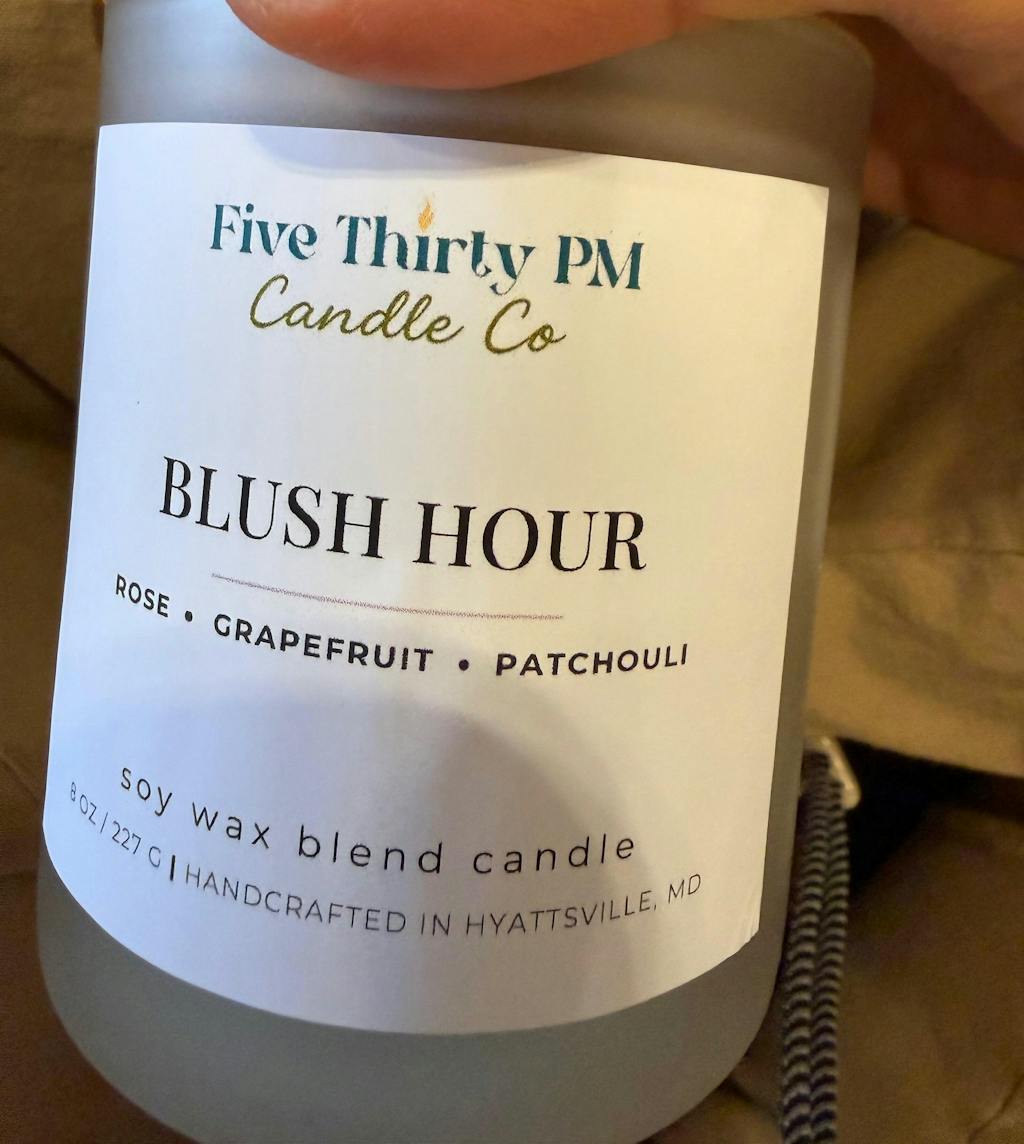 Five Thirty PM
Candle Co
BLUSH HOUR
ROSE • GRAPEFRUIT • PATCHOULI
soy wax blend candle
8 OZ / 227 G | HANDCRAFTED IN HYATTSVILLE, MD